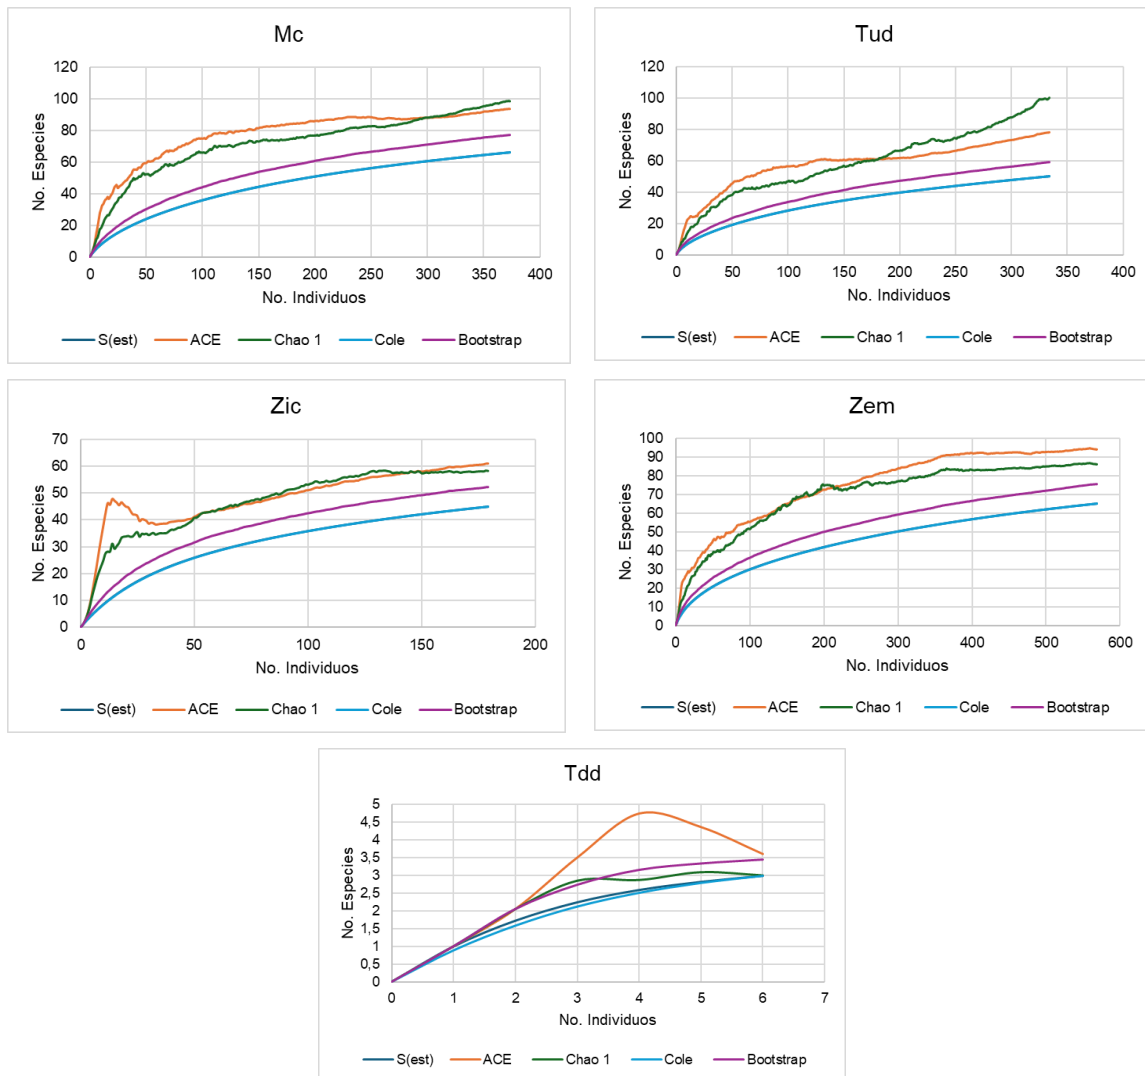 Mc
120
100
80
60
40
20
0
No. Especies
0 50 100 150 200 250 300 350 400
No. Individuos
S(est) ACE Chao 1 Cole Bootstrap
Tud
120
100
80
60
40
20
0
No. Especies
0 50 100 150 200 250 300 350 400
No. Individuos
S(est) ACE Chao 1 Cole Bootstrap
Zic
70
60
50
40
30
20
10
0
No. Especies
0 50 100 150 200
No. Individuos
S(est) ACE Chao 1 Cole Bootstrap
Zem
100
90
80
70
60
50
40
30
20
10
0
No. Especies
0 100 200 300 400 500 600
No. Individuos
S(est) ACE Chao 1 Cole Bootstrap
Tdd
5
4,5
4
3,5
3
2,5
2
1,5
1
0,5
0
No. Especies
0 1 2 3 4 5 6 7
No. Individuos
S(est) ACE Chao 1 Cole Bootstrap